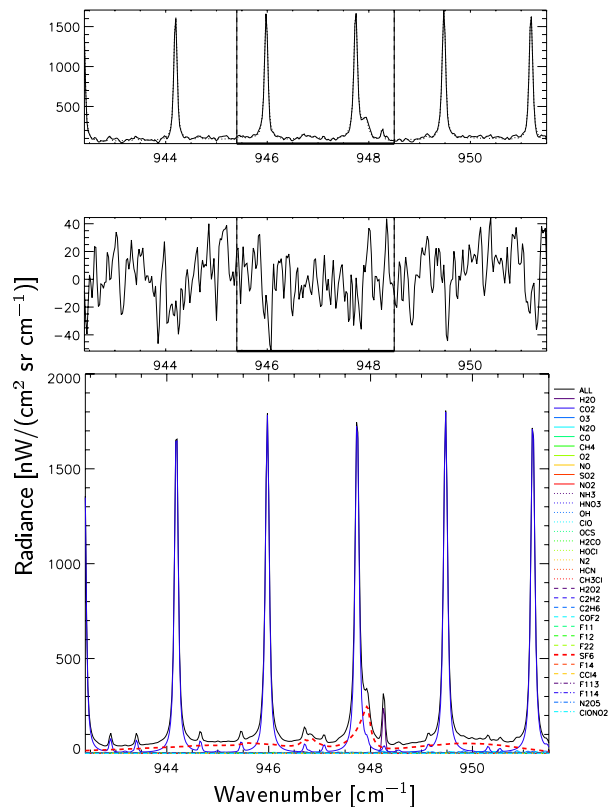 1500
1000
500
944
946
948
950
40
20
0
−20
−40
944
946
948
950
Radiance [nW/(cm² sr cm⁻¹)]
2000
1500
1000
500
0
944
946
948
950
Wavenumber [cm⁻¹]
ALL
H2O
CO2
O3
N2O
CO
CH4
O2
NO
SO2
NO2
NH3
HNO3
OH
ClO
OCS
H2CO
HOCl
N2
HCN
CH3Cl
H2O2
C2H2
C2H6
COF2
F11
F12
F22
SF6
F14
CCl4
F113
F114
N2O5
ClONO2